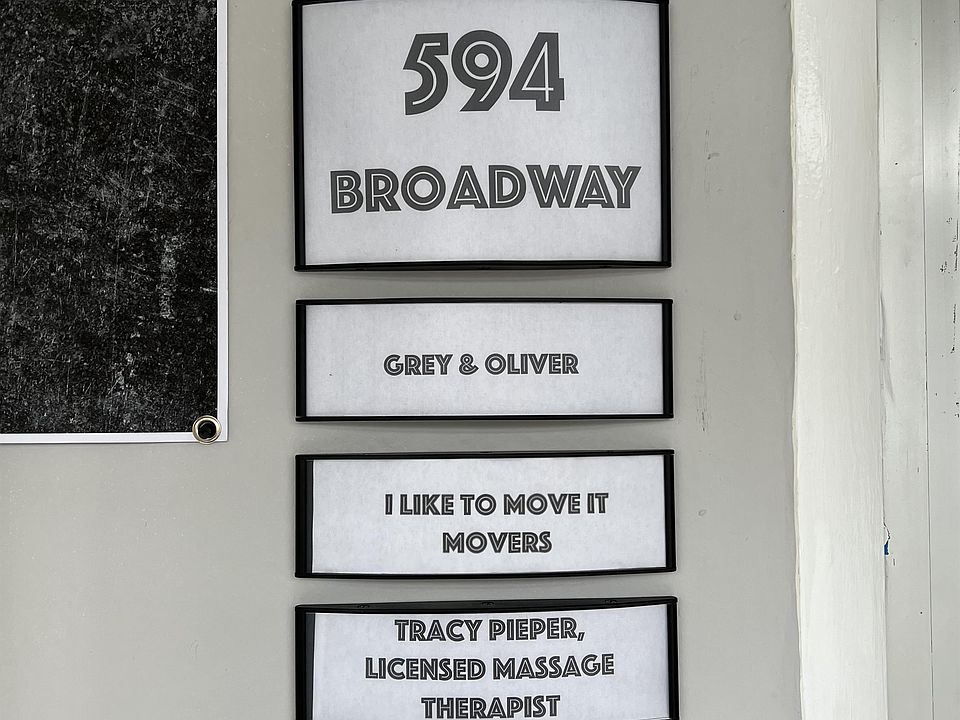 594
BROADWAY
GREY & OLIVER
I LIKE TO MOVE IT
MOVERS
TRACY PIEPER,
LICENSED MASSAGE
THERAPIST